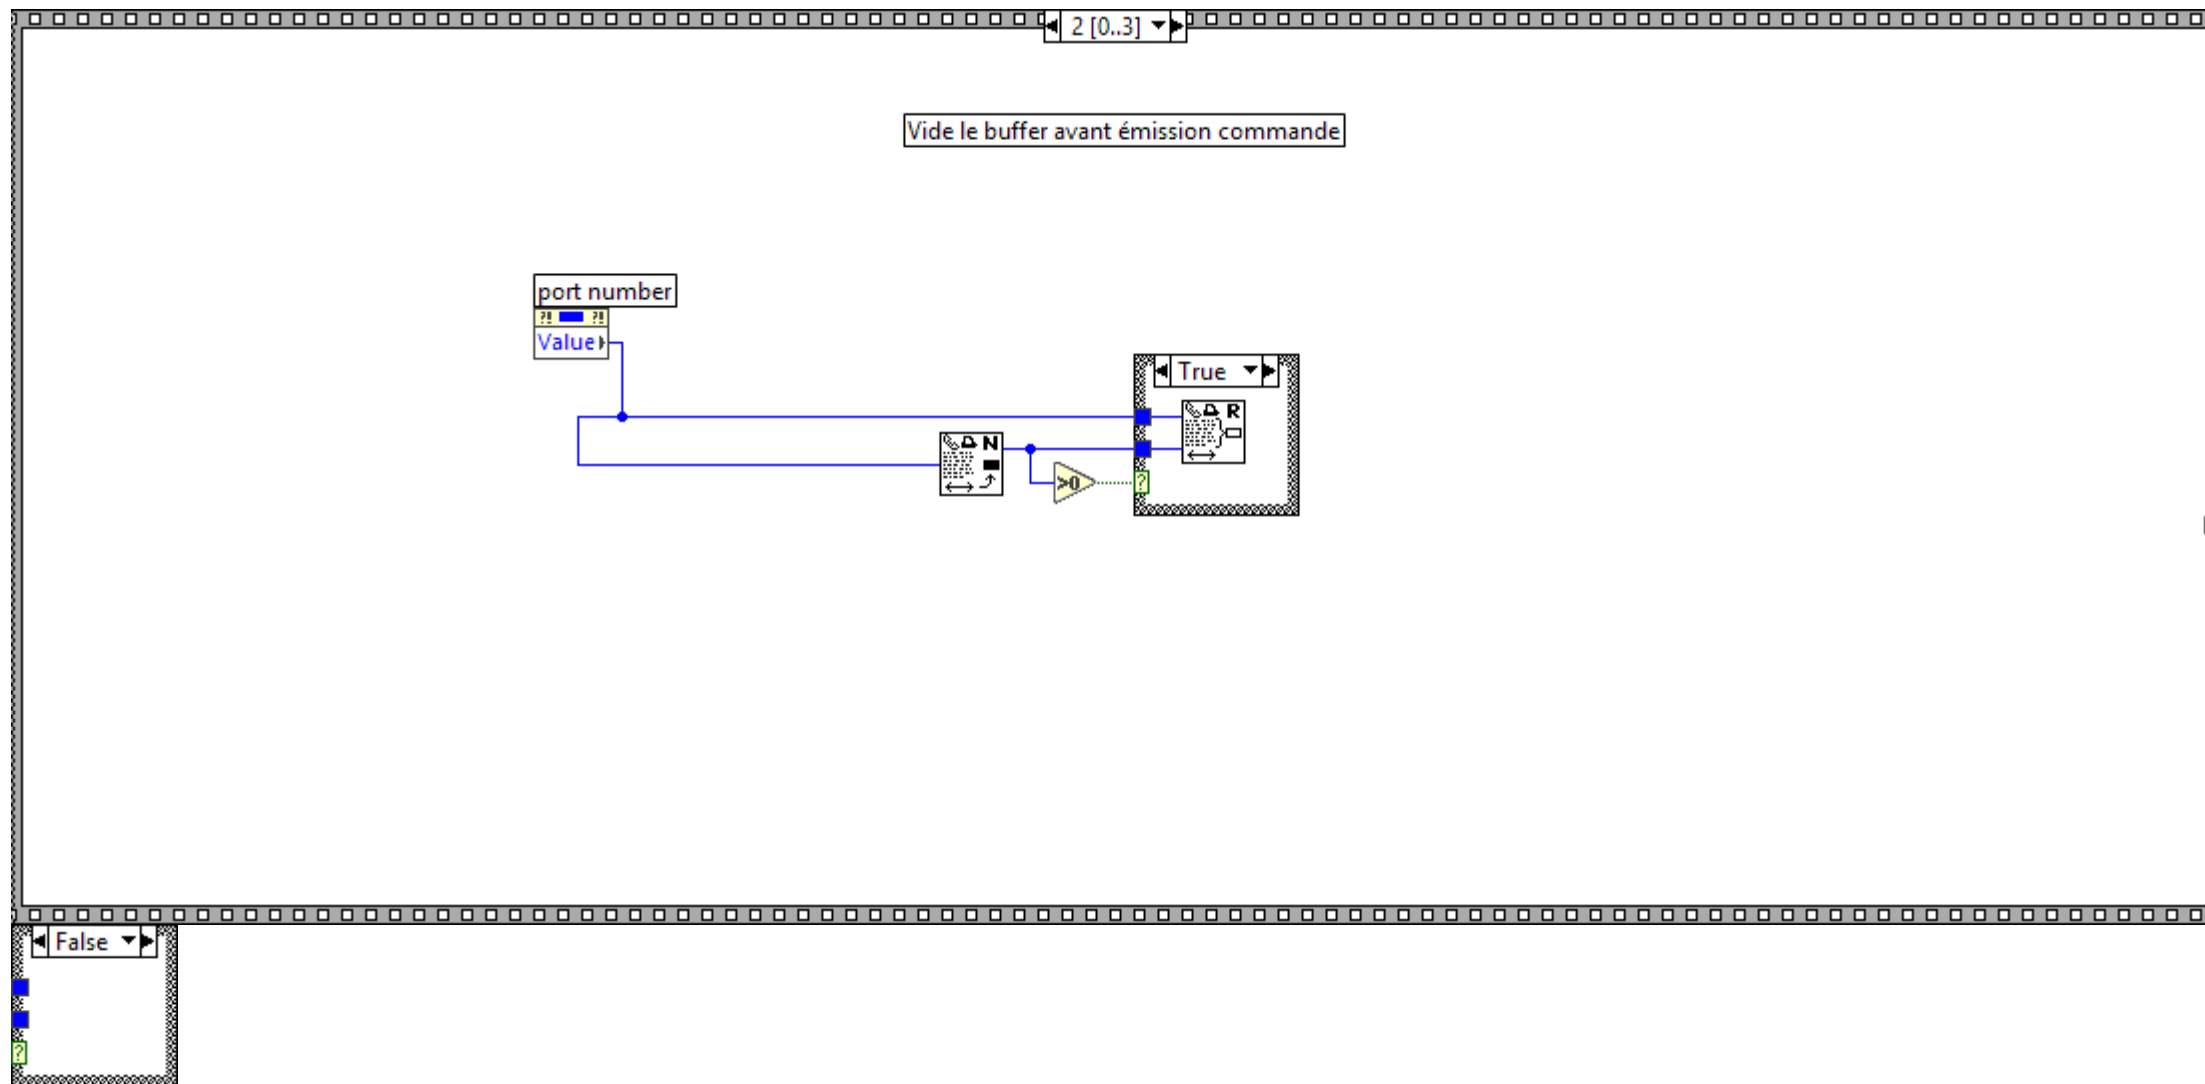 2 [0..3]
Vide le buffer avant émission commande
port number
?! ?!
Value
True
R
N
>0
?
False
?